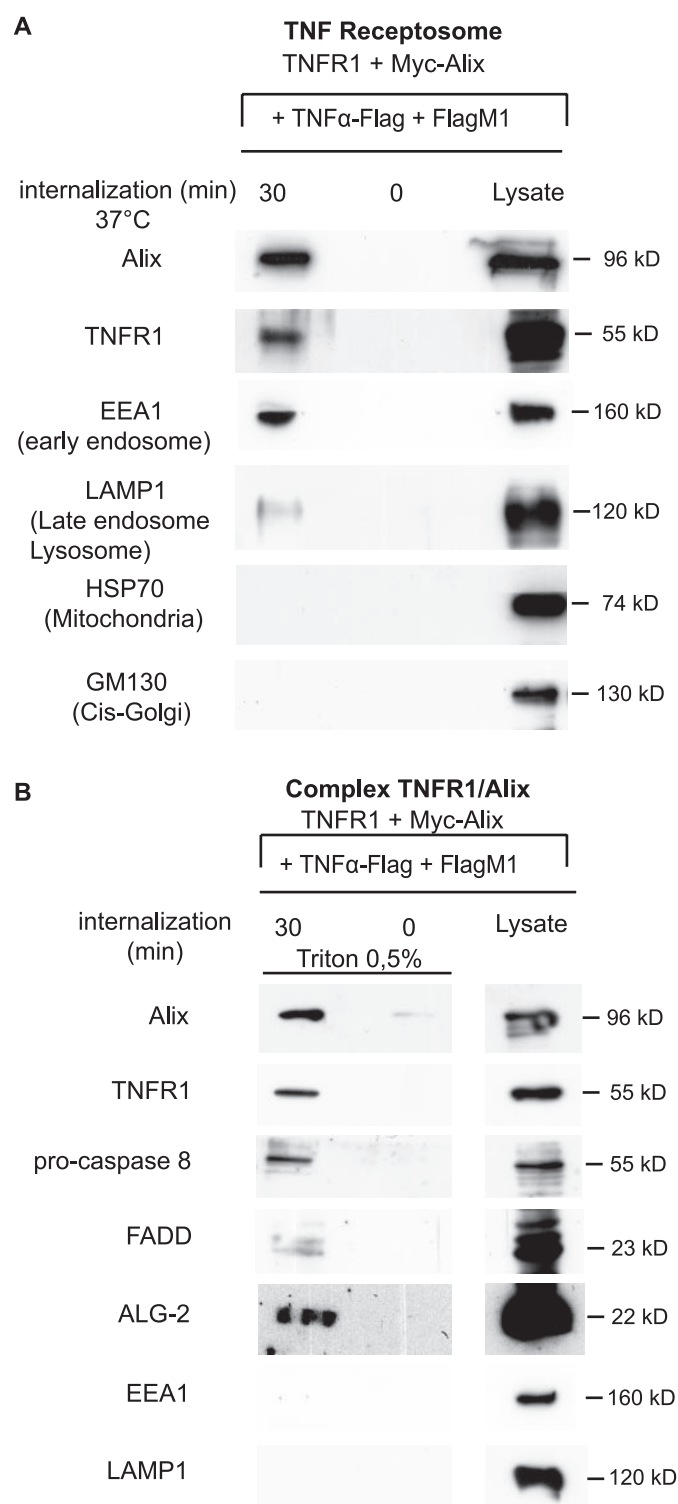 A
TNF Receptosome
TNFR1 + Myc-Alix
+ TNFα-Flag + FlagM1
internalization (min) 30 0 Lysate
37°C
Alix 96 kD
TNFR1 55 kD
EEA1 160 kD
(early endosome)
LAMP1
(Late endosome 120 kD
Lysosome)
HSP70 74 kD
(Mitochondria)
GM130 130 kD
(Cis-Golgi)
B
Complex TNFR1/Alix
TNFR1 + Myc-Alix
+ TNFα-Flag + FlagM1
internalization 30 0 Lysate
(min) Triton 0,5%
Alix 96 kD
TNFR1 55 kD
pro-caspase 8 55 kD
FADD 23 kD
ALG-2 22 kD
EEA1 160 kD
LAMP1 120 kD